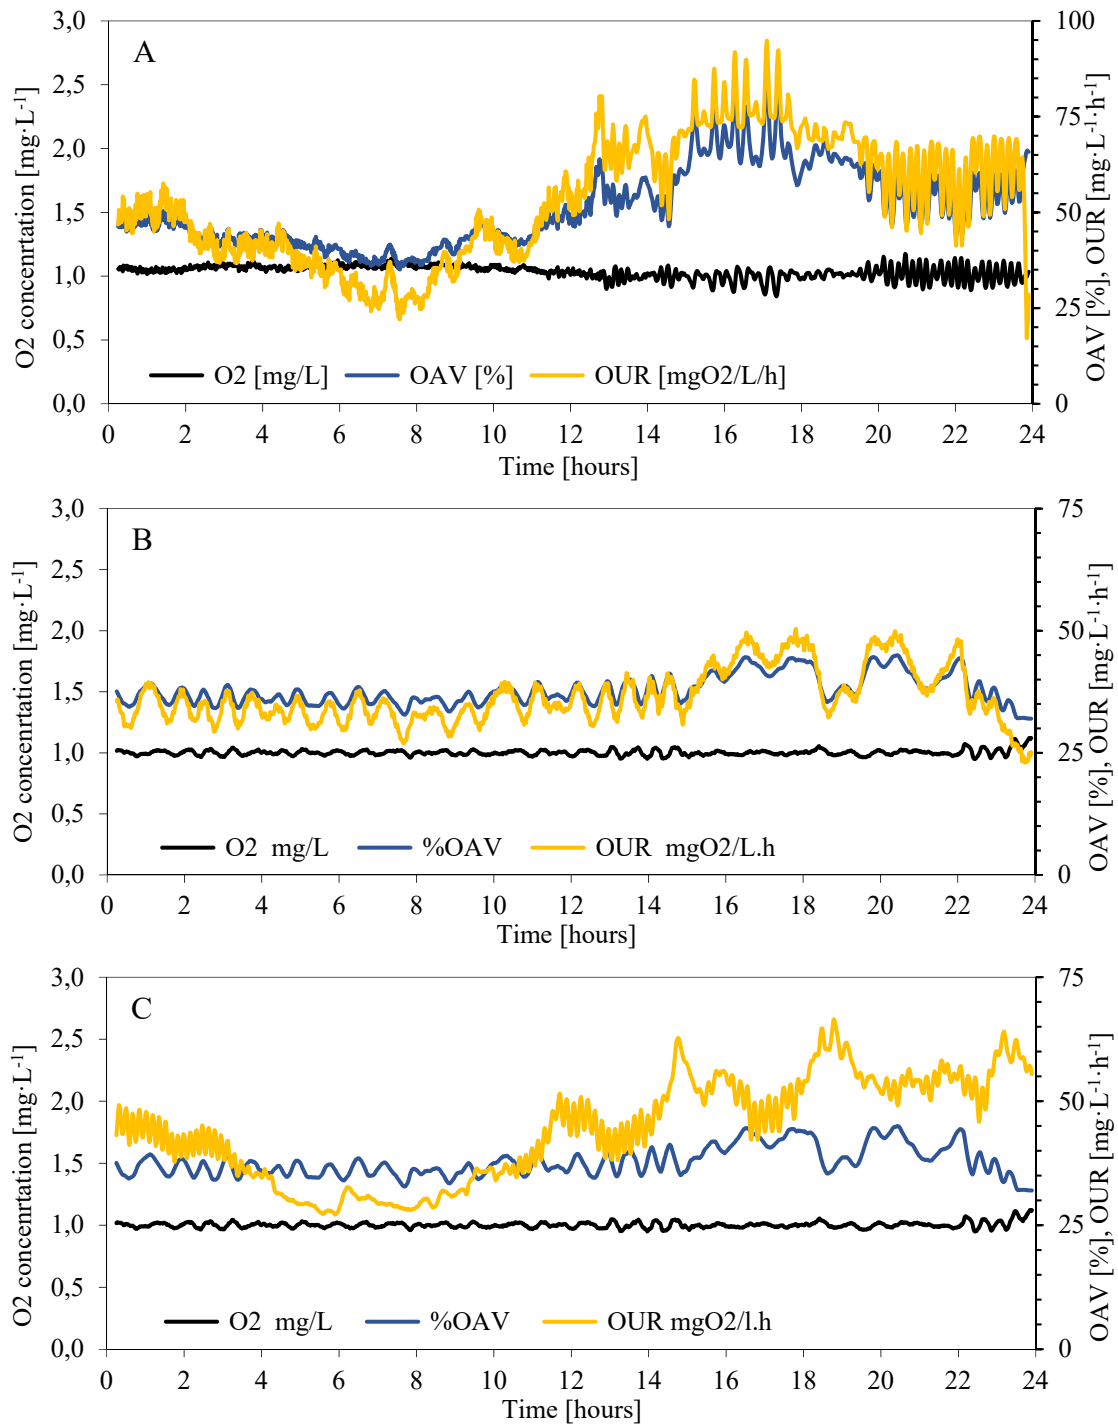 A
O2 concenrtation [mg·L⁻¹]
3,0
2,5
2,0
1,5
1,0
0,5
0,0
100
75
50
25
0
OAV [%], OUR [mg·L⁻¹·h⁻¹]
O2 [mg/L] OAV [%] OUR [mgO2/L/h]
0 2 4 6 8 10 12 14 16 18 20 22 24
Time [hours]
B
O2 concenrtation [mg·L⁻¹]
3,0
2,5
2,0
1,5
1,0
0,5
0,0
75
50
25
0
OAV [%], OUR [mg·L⁻¹·h⁻¹]
O2 mg/L %OAV OUR mgO2/L.h
0 2 4 6 8 10 12 14 16 18 20 22 24
Time [hours]
C
O2 concenrtation [mg·L⁻¹]
3,0
2,5
2,0
1,5
1,0
0,5
0,0
75
50
25
0
OAV [%], OUR [mg·L⁻¹·h⁻¹]
O2 mg/L %OAV OUR mgO2/l.h
0 2 4 6 8 10 12 14 16 18 20 22 24
Time [hours]